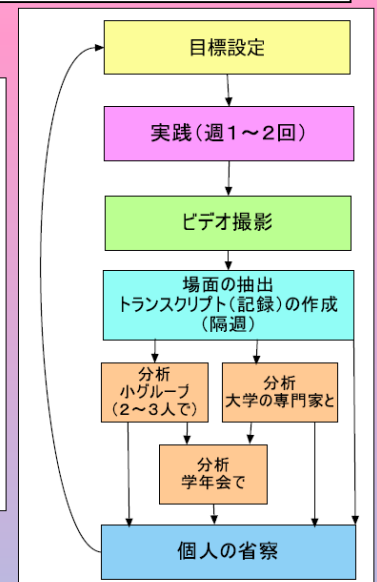 目標設定
実践(週1~2回)
ビデオ撮影
場面の抽出
トランスクリプト(記録)の作成
(隔週)
分析
小グループ
(2~3人で)
分析
大学の専門家と
分析
学年会で
個人の省察